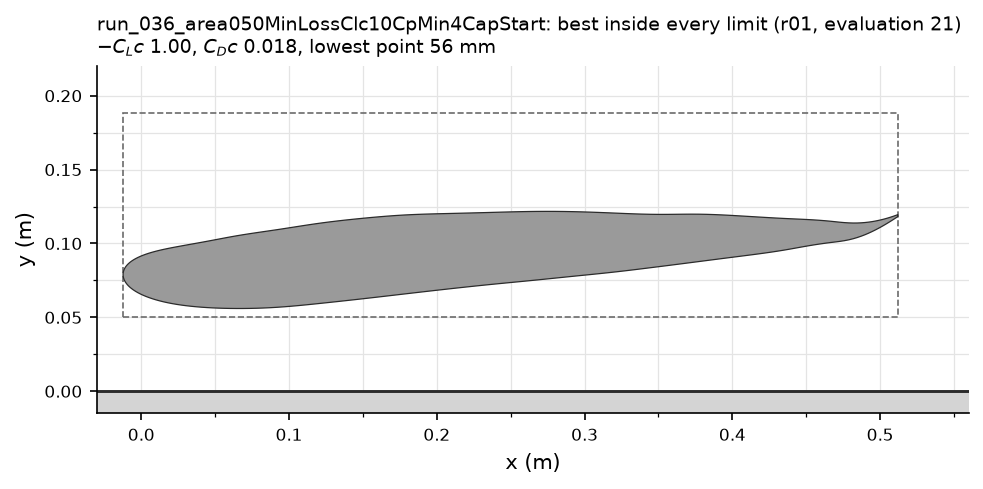 run_036_area050MinLossClc10CpMin4CapStart: best inside every limit (r01, evaluation 21)
−C_Lc 1.00, C_Dc 0.018, lowest point 56 mm
0.20
0.15
0.10
0.05
0.00
y (m)
0.0 0.1 0.2 0.3 0.4 0.5
x (m)